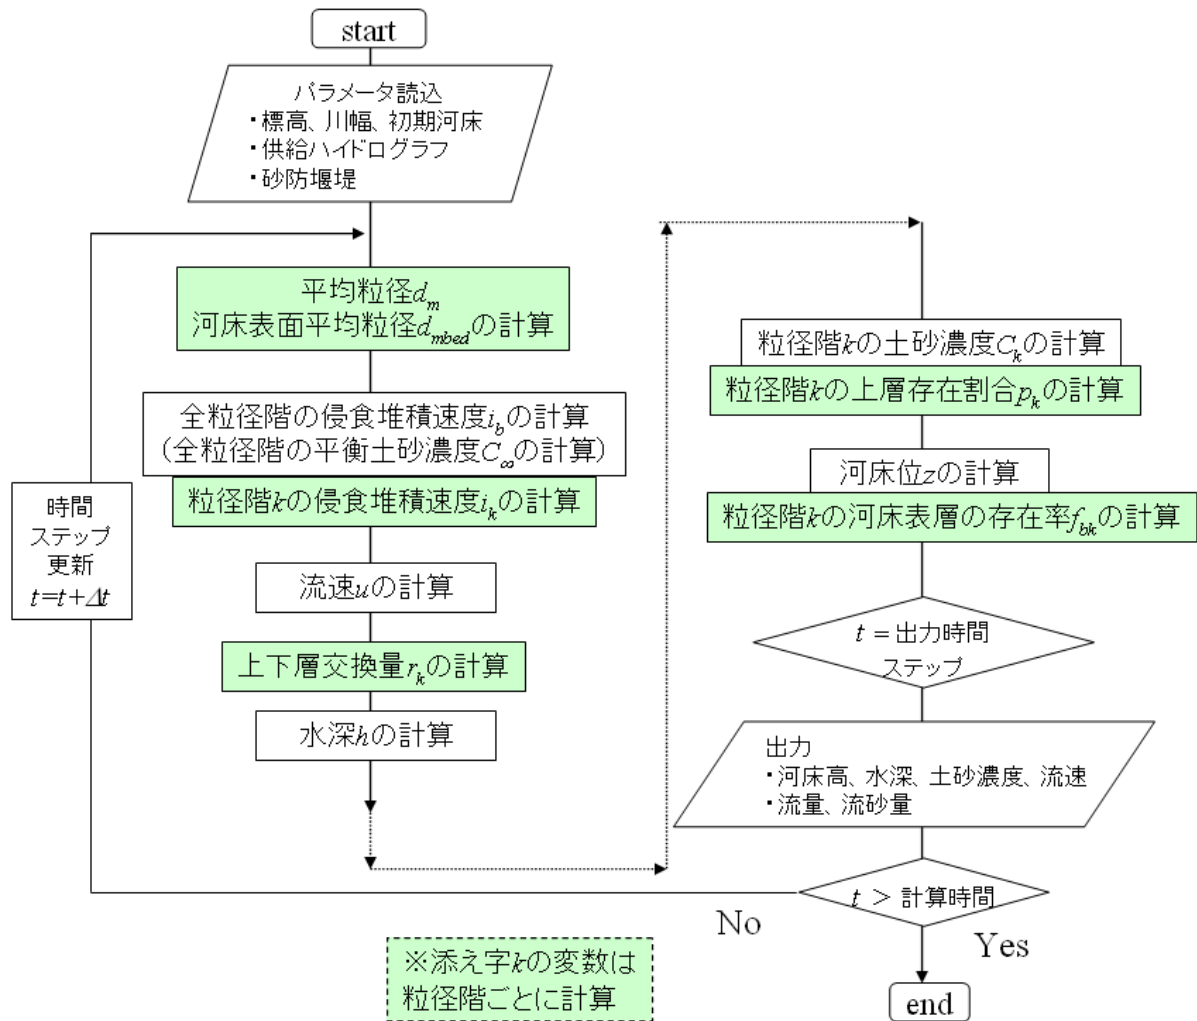 start
パラメータ読込
・標高、川幅、初期河床
・供給ハイドログラフ
・砂防堰堤
平均粒径dm
河床表面平均粒径dmbedの計算
全粒径階の侵食堆積速度ibの計算
（全粒径階の平衡土砂濃度C∞の計算）
粒径階kの侵食堆積速度ikの計算
流速uの計算
上下層交換量rkの計算
水深hの計算
時間
ステップ
更新
t=t+Δt
粒径階kの土砂濃度Ckの計算
粒径階kの上層存在割合pkの計算
河床位zの計算
粒径階kの河床表層の存在率fbkの計算
t = 出力時間
ステップ
出力
・河床高、水深、土砂濃度、流速
・流量、流砂量
t > 計算時間
No
Yes
end
※添え字kの変数は
粒径階ごとに計算